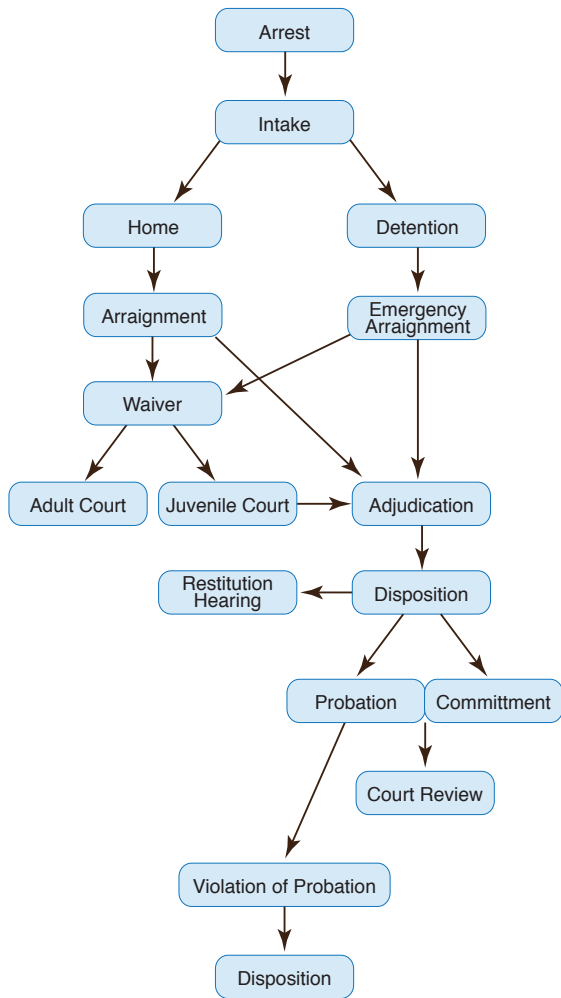 Arrest
Intake
Home
Detention
Arraignment
Emergency
Arraignment
Waiver
Adult Court
Juvenile Court
Adjudication
Restitution
Hearing
Disposition
Probation
Committment
Court Review
Violation of Probation
Disposition